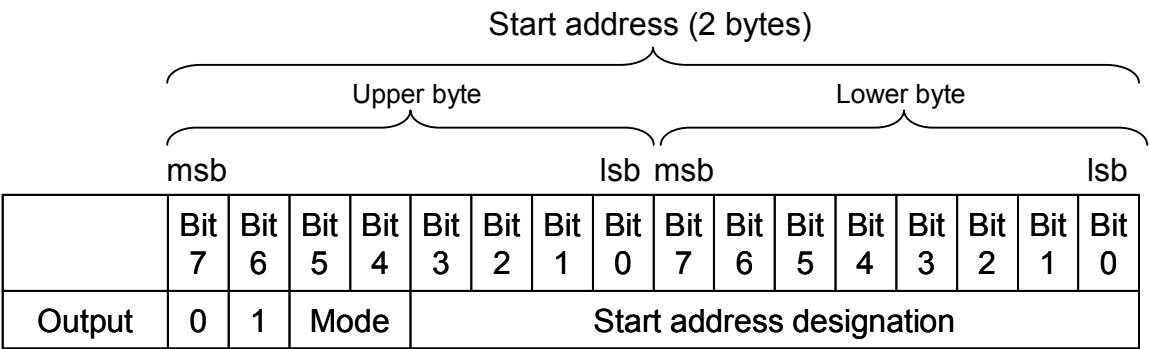 Start address (2 bytes)
Upper byte Lower byte
msb lsb msb lsb
Bit 7 Bit 6 Bit 5 Bit 4 Bit 3 Bit 2 Bit 1 Bit 0 Bit 7 Bit 6 Bit 5 Bit 4 Bit 3 Bit 2 Bit 1 Bit 0
Output 0 1 Mode Start address designation